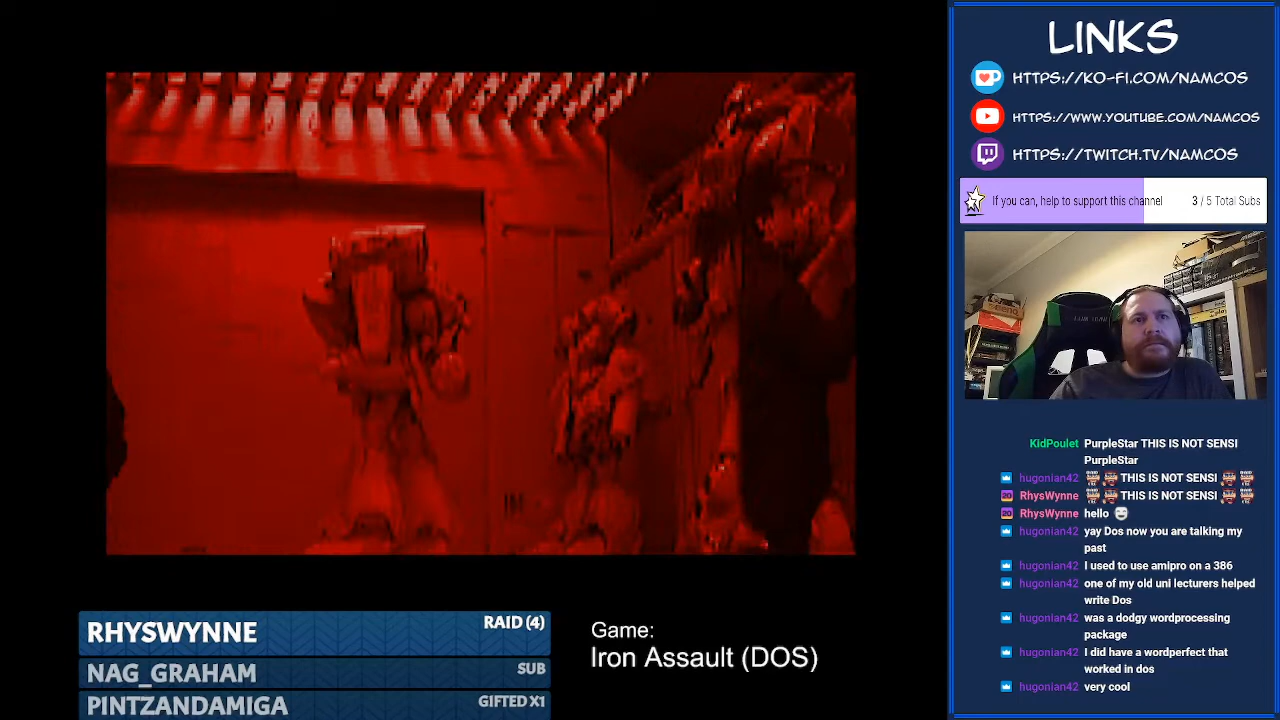 LINKS
HTTPS://KO-FI.COM/NAMCOS
HTTPS://WWW.YOUTUBE.COM/NAMCOS
HTTPS://TWITCH.TV/NAMCOS
If you can, help to support this channel 3 / 5 Total Subs
KidPoulet PurpleStar THIS IS NOT SENSI
PurpleStar
hugonian42 THIS IS NOT SENSI
RhysWynne THIS IS NOT SENSI
RhysWynne hello
hugonian42 yay Dos now you are talking my
past
hugonian42 I used to use amipro on a 386
hugonian42 one of my old uni lecturers helped
write Dos
hugonian42 was a dodgy wordprocessing
package
hugonian42 I did have a wordperfect that
worked in dos
hugonian42 very cool
RHYSWYNNE RAID (4)
NAG_GRAHAM SUB
PINTZANDAMIGA GIFTED X1
Game:
Iron Assault (DOS)